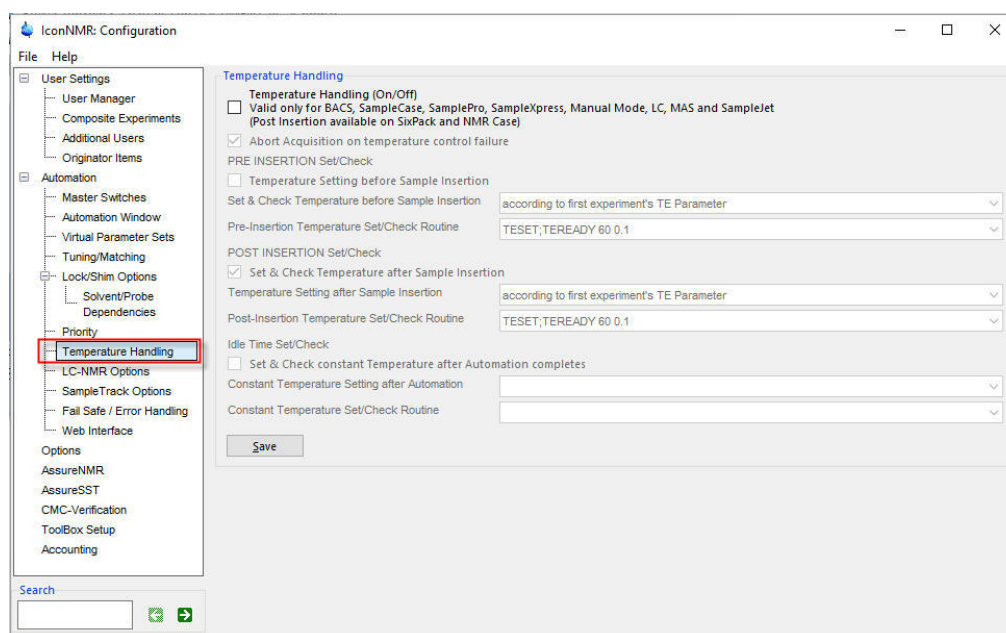 IconNMR: Configuration
File Help
User Settings
User Manager
Composite Experiments
Additional Users
Originator Items
Automation
Master Switches
Automation Window
Virtual Parameter Sets
Tuning/Matching
Lock/Shim Options
Solvent/Probe
Dependencies
Priority
Temperature Handling
LC-NMR Options
SampleTrack Options
Fail Safe / Error Handling
Web Interface
Options
AssureNMR
AssureSST
CMC-Verification
ToolBox Setup
Accounting
Search
Temperature Handling
Temperature Handling (On/Off)
Valid only for BACS, SampleCase, SamplePro, SampleXpress, Manual Mode, LC, MAS and SampleJet
(Post Insertion available on SixPack and NMR Case)
Abort Acquisition on temperature control failure
PRE INSERTION Set/Check
Temperature Setting before Sample Insertion
Set & Check Temperature before Sample Insertion according to first experiment's TE Parameter
Pre-Insertion Temperature Set/Check Routine TESET;TEREADY 60 0.1
POST INSERTION Set/Check
Set & Check Temperature after Sample Insertion
Temperature Setting after Sample Insertion according to first experiment's TE Parameter
Post-Insertion Temperature Set/Check Routine TESET;TEREADY 60 0.1
Idle Time Set/Check
Set & Check constant Temperature after Automation completes
Constant Temperature Setting after Automation
Constant Temperature Set/Check Routine
Save